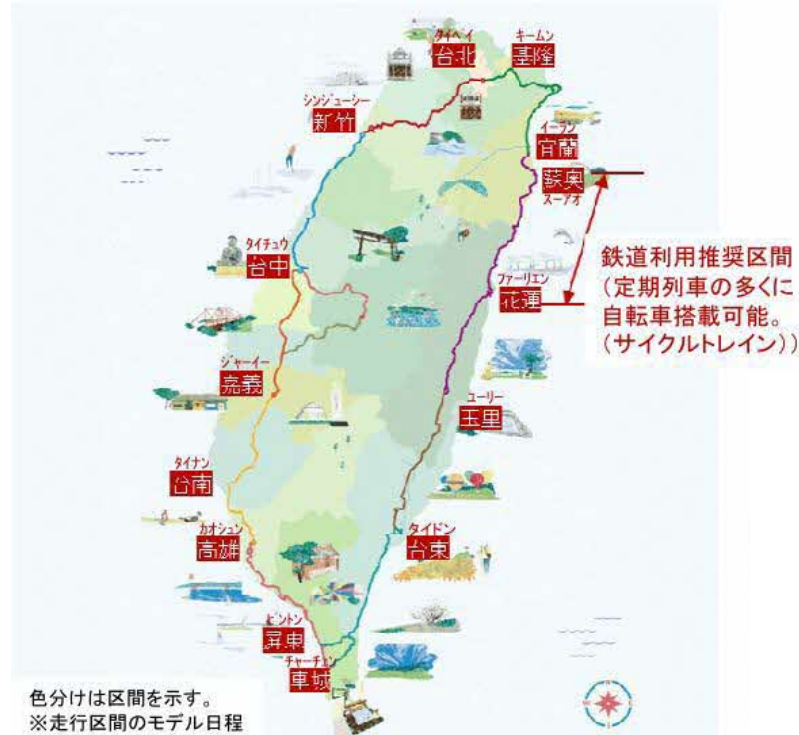 タイペイ
台北
キームン
基隆
シンジューシー
新竹
イーラン
宜蘭
蘇奥
スーアオ
タイチュウ
台中
鉄道利用推奨区間
（定期列車の多くに
自転車搭載可能。
（サイクルトレイン））
ファーリェン
花蓮
ジャーイー
嘉義
ユーリー
玉里
タイナン
台南
カオシュン
高雄
タイドン
台東
ピントン
屏東
チャーチェン
車城
色分けは区間を示す。
※走行区間のモデル日程